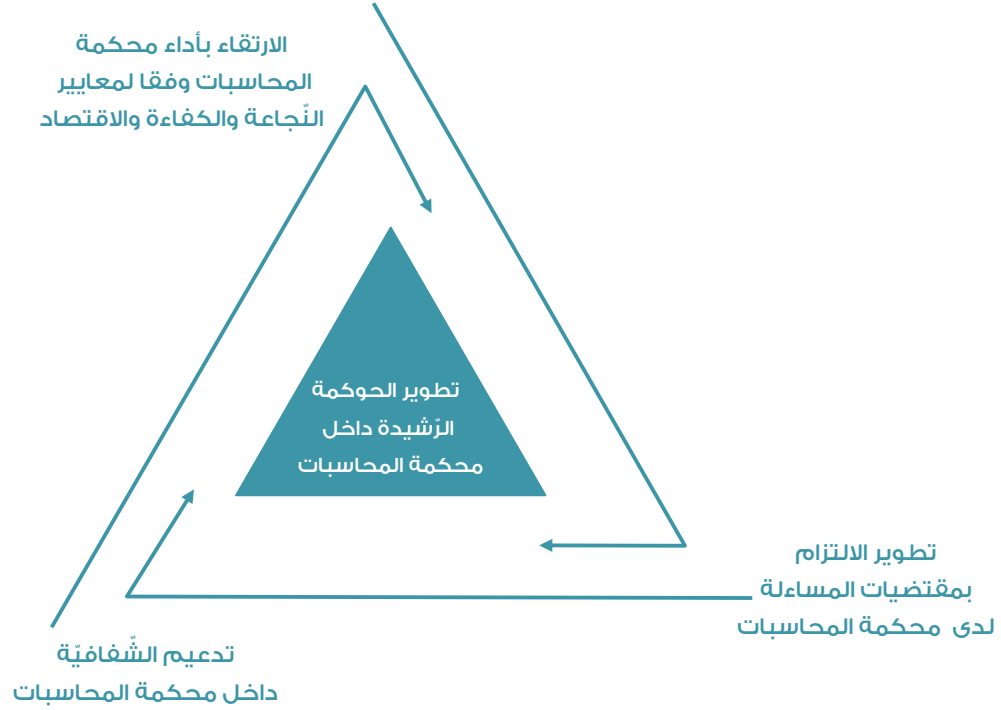 الارتقاء بأداء محكمة
المحاسبات وفقا لمعايير
النّجاعة والكفاءة والاقتصاد
تطوير الحوكمة
الرّشيدة داخل
محكمة المحاسبات
تطوير الالتزام
بمقتضيات المساءلة
لدى محكمة المحاسبات
تدعيم الشّفافيّة
داخل محكمة المحاسبات